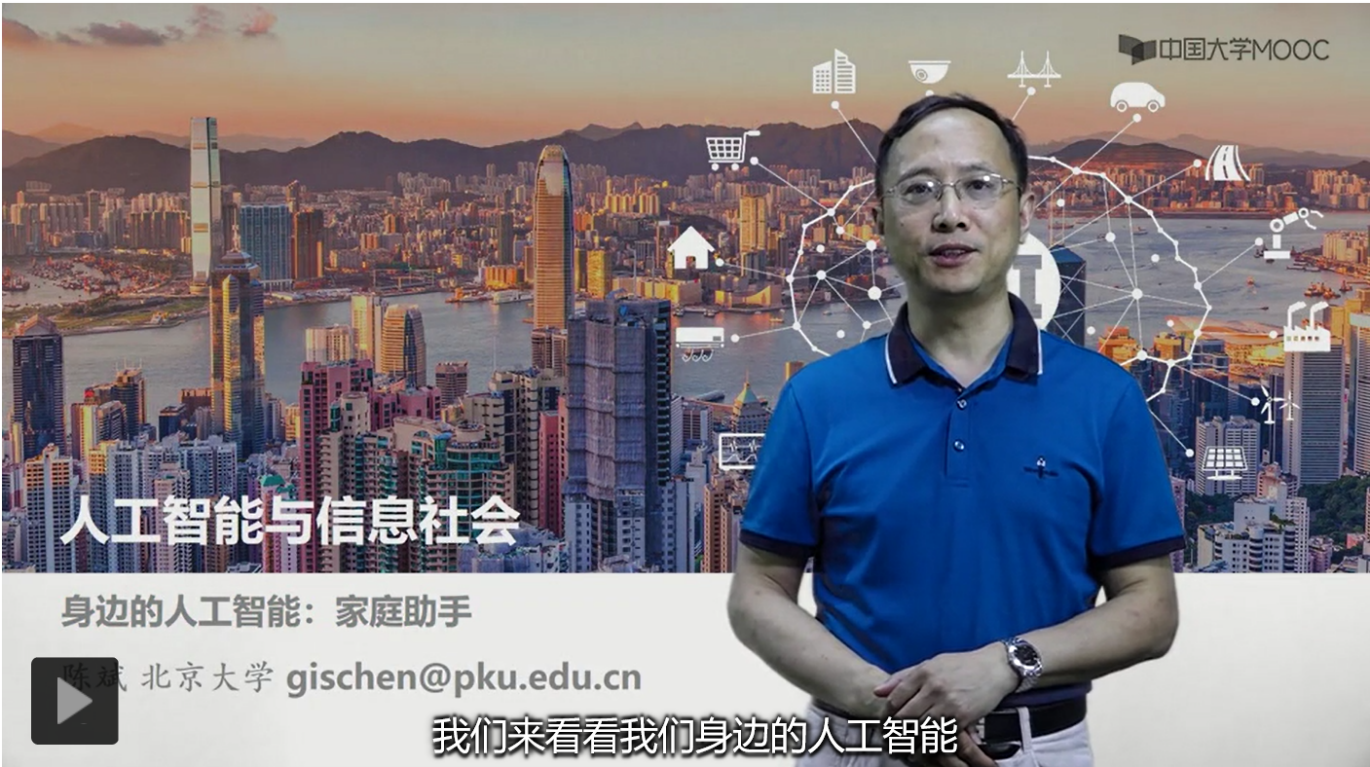 中国大学MOOC
人工智能与信息社会
身边的人工智能：家庭助手
陈斌 北京大学 gischen@pku.edu.cn
我们来看看我们身边的人工智能